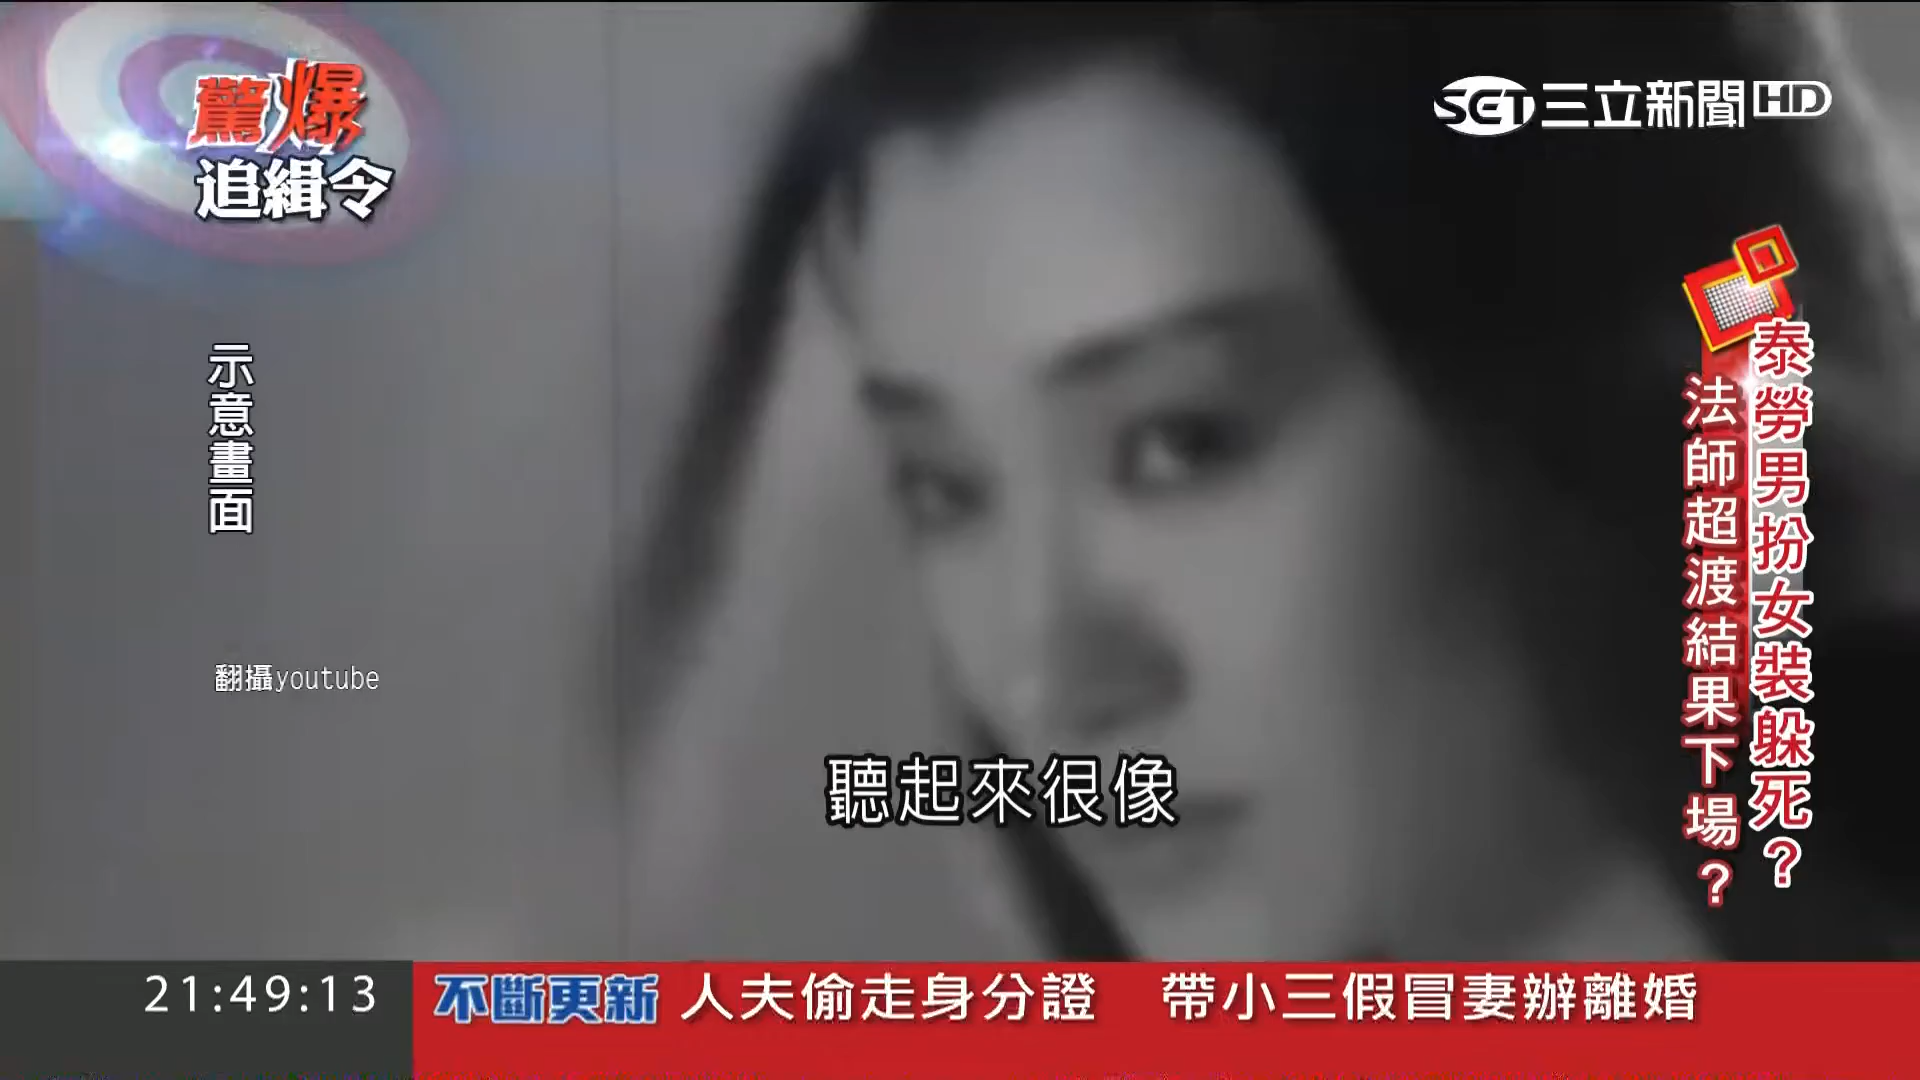 驚爆
追緝令
SET三立新聞HD
泰勞男扮女裝躲死？
法師超渡結果下場？
示意畫面
翻攝youtube
聽起來很像
21:49:13
不斷更新
人夫偷走身分證 帶小三假冒妻辦離婚